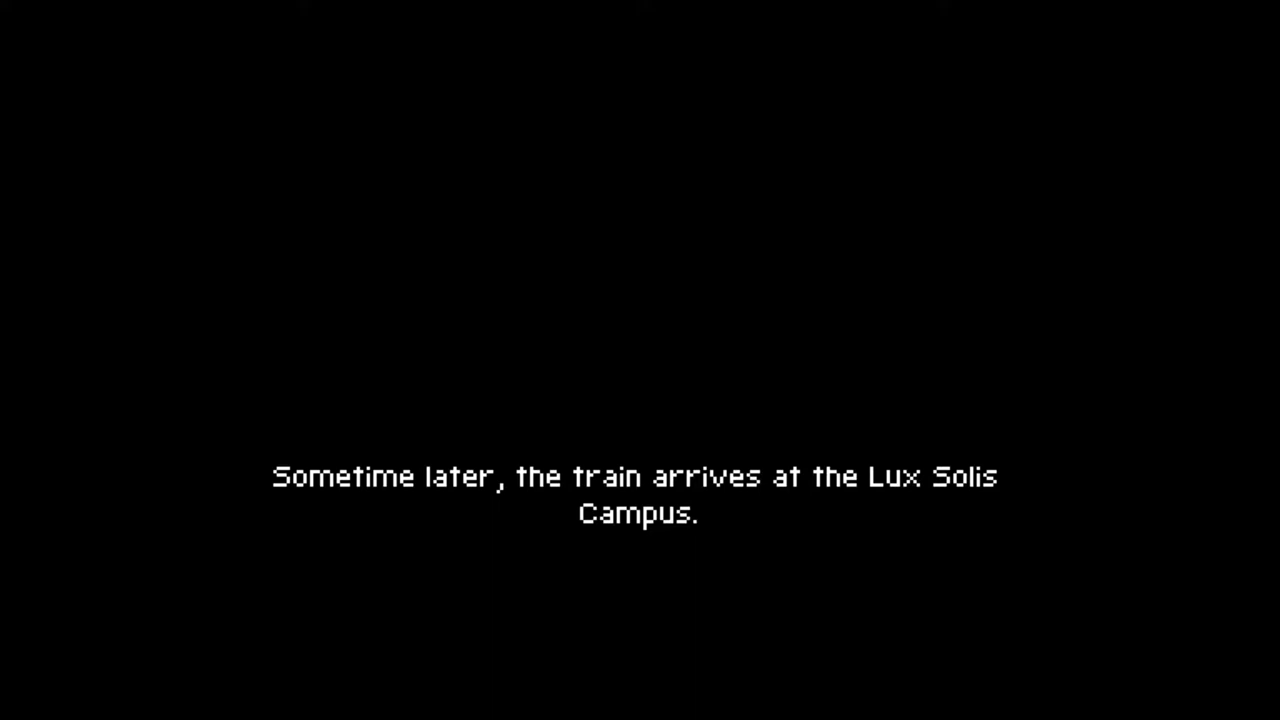 Sometime later, the train arrives at the Lux Solis
Campus.